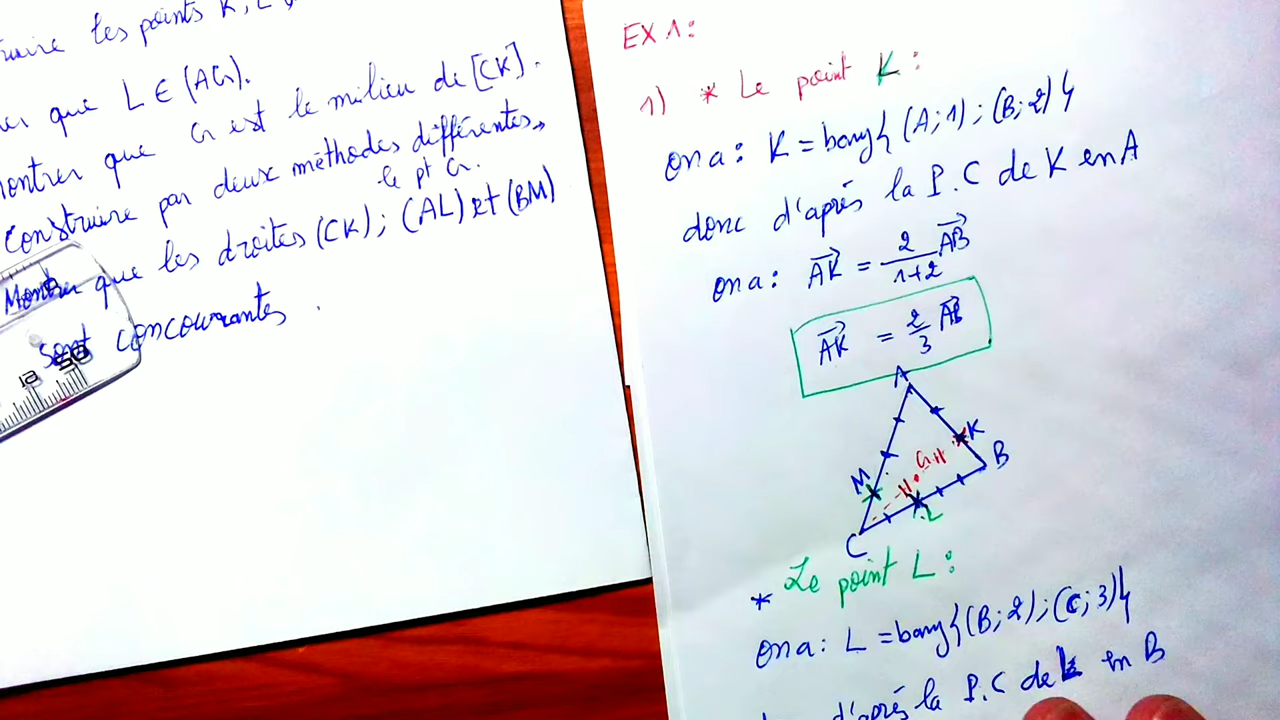 les points K, L
que L ∈ (AG).
montrer que G est le milieu de [CK].
Construire par deux méthodes différentes
le pt G.
Montrer que les droites (CK); (AL) et (BM)
sont concourantes.
EX 1:
1) * Le point K:
on a: K = bary{(A;1);(B;2)}
donc d'après la P.C de K en A
on a: AK = 2/(1+2) AB
AK = 2/3 AB
A
K
B
M
G
L
C
* Le point L:
on a: L = bary{(B;2);(C;3)}
d'après la P.C de L en B